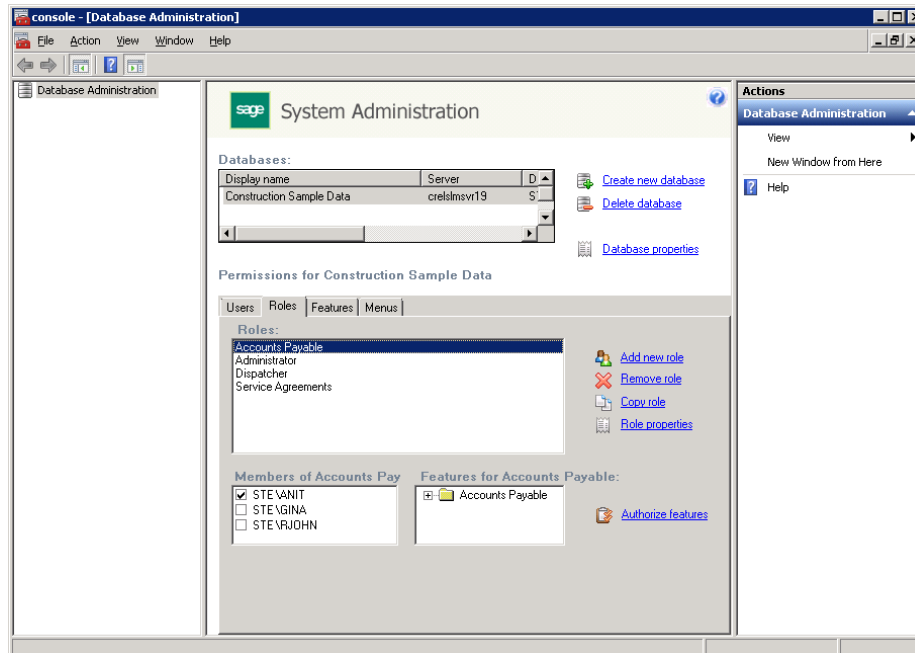 console - [Database Administration]
File Action View Window Help
Database Administration
sage System Administration
Databases:
Display name Server D
Construction Sample Data crelslmsvr19 S
Create new database
Delete database
Database properties
Permissions for Construction Sample Data
Users Roles Features Menus
Roles:
Accounts Payable
Administrator
Dispatcher
Service Agreements
Add new role
Remove role
Copy role
Role properties
Members of Accounts Pay
STE\ANIT
STE\GINA
STE\RJOHN
Features for Accounts Payable:
Accounts Payable
Authorize features
Actions
Database Administration
View
New Window from Here
Help